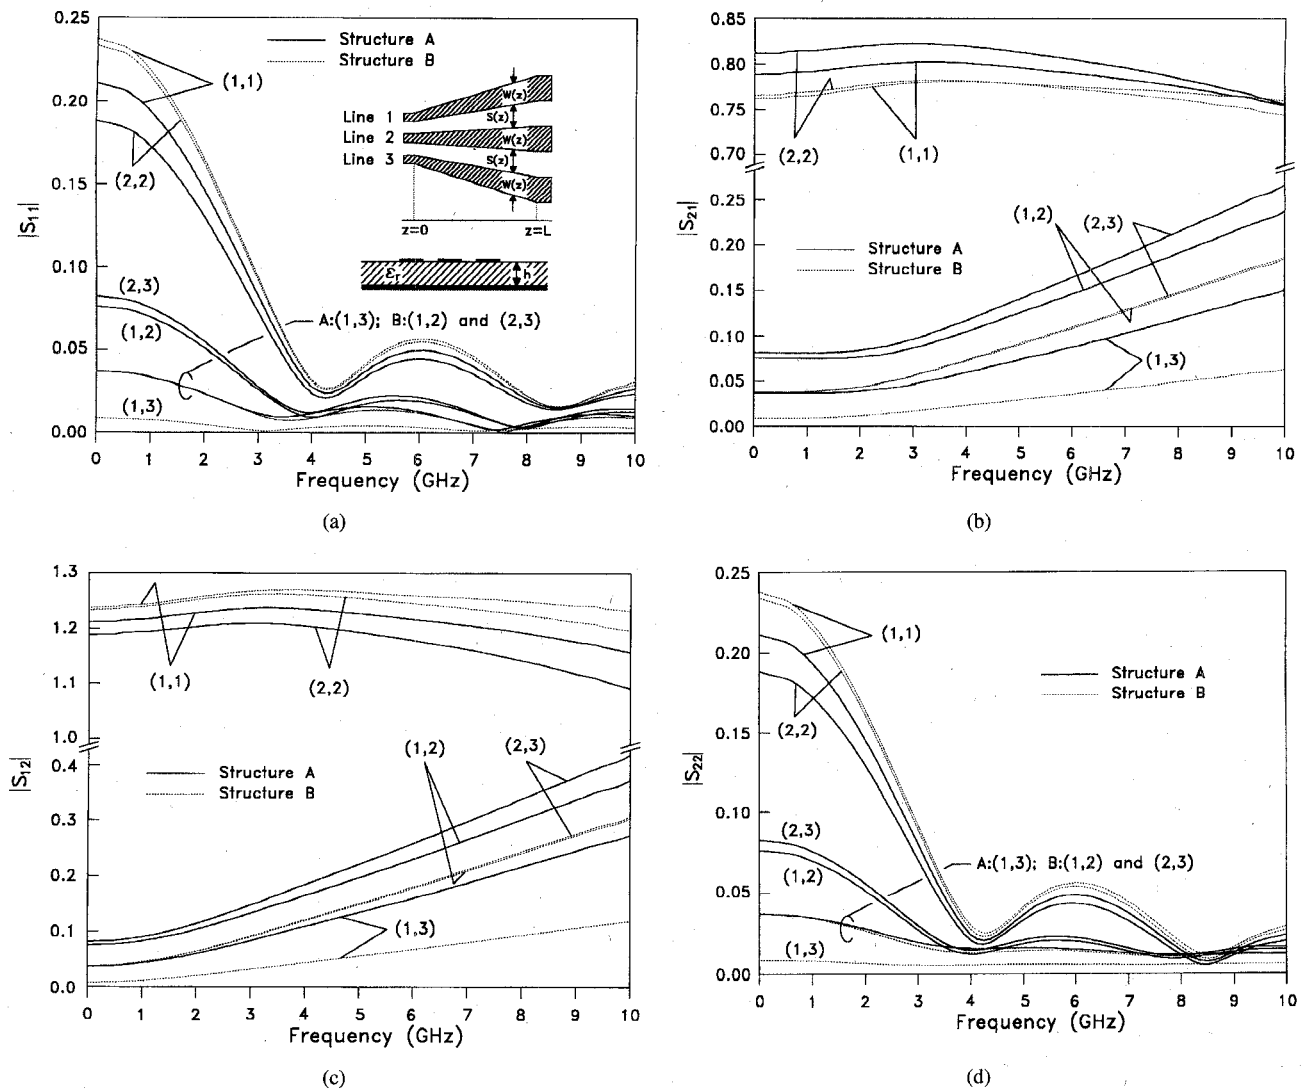 (a)
|S11|
0.25
0.20
0.15
0.10
0.05
0.00
Structure A
Structure B
(1,1)
(2,2)
Line 1
Line 2
Line 3
W(z)
S(z)
W(z)
S(z)
W(z)
z=0
z=L
εr
h
(2,3)
(1,2)
A:(1,3); B:(1,2) and (2,3)
(1,3)
0 1 2 3 4 5 6 7 8 9 10
Frequency (GHz)
|S21|
0.85
0.80
0.75
0.70
0.25
0.20
0.15
0.10
0.05
0.00
(2,2)
(1,1)
(1,2)
(2,3)
Structure A
Structure B
(1,3)
0 1 2 3 4 5 6 7 8 9 10
Frequency (GHz)
(b)
|S12|
1.3
1.2
1.1
1.0
0.4
0.3
0.2
0.1
0.0
(1,1)
(2,2)
(1,2)
(2,3)
Structure A
Structure B
(1,3)
0 1 2 3 4 5 6 7 8 9 10
Frequency (GHz)
(c)
|S22|
0.25
0.20
0.15
0.10
0.05
0.00
(1,1)
Structure A
Structure B
(2,2)
(2,3)
(1,2)
A:(1,3); B:(1,2) and (2,3)
(1,3)
0 1 2 3 4 5 6 7 8 9 10
Frequency (GHz)
(d)